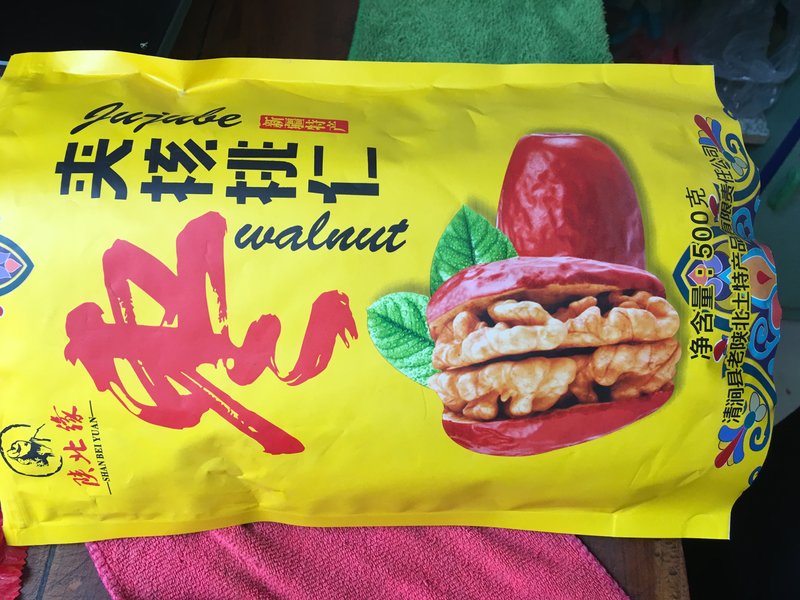 Jujube
新疆特产
枣
夹核桃仁
walnut
陕北缘
SHAN BEI YUAN
净含量：500克
清涧县老陕北土特产品有限责任公司